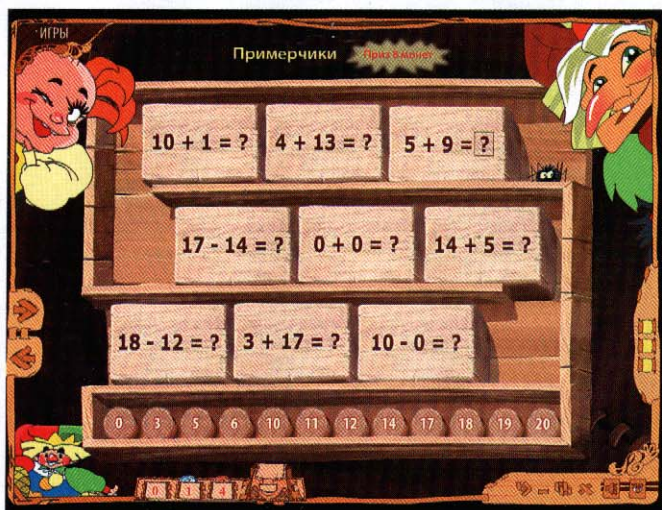 ИГРЫ
Примерчики Приз 8 монет
10 + 1 = ? 4 + 13 = ? 5 + 9 = ?
17 - 14 = ? 0 + 0 = ? 14 + 5 = ?
18 - 12 = ? 3 + 17 = ? 10 - 0 = ?
0 3 5 6 10 11 12 14 17 18 19 20
0 1 4